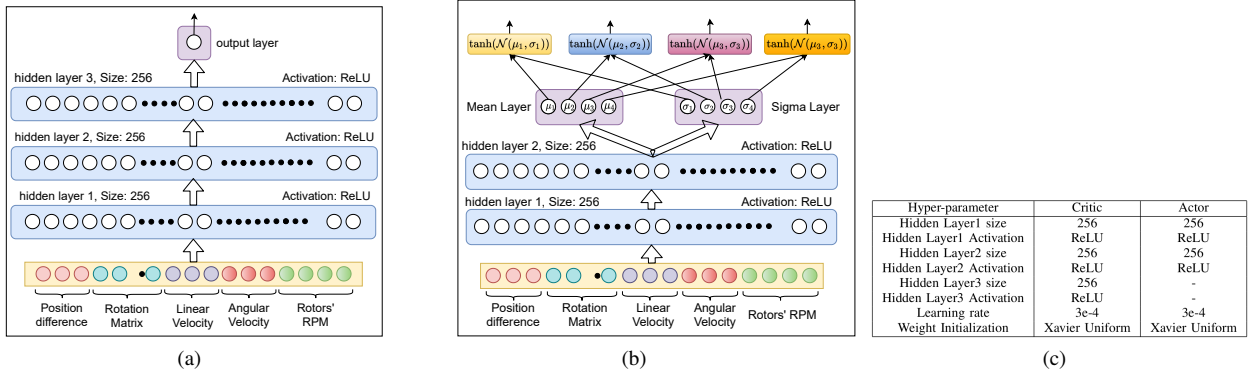 output layer
hidden layer 3, Size: 256 Activation: ReLU
hidden layer 2, Size: 256 Activation: ReLU
hidden layer 1, Size: 256 Activation: ReLU
Position difference
Rotation Matrix
Linear Velocity
Angular Velocity
Rotors' RPM
(a)
tanh(𝒩(μ₁, σ₁)) tanh(𝒩(μ₂, σ₂)) tanh(𝒩(μ₃, σ₃)) tanh(𝒩(μ₃, σ₃))
Mean Layer μ₁ μ₂ μ₃ μ₄ σ₁ σ₂ σ₃ σ₄ Sigma Layer
hidden layer 2, Size: 256 Activation: ReLU
hidden layer 1, Size: 256 Activation: ReLU
Position difference
Rotation Matrix
Linear Velocity
Angular Velocity
Rotors' RPM
(b)
Hyper-parameter Critic Actor
Hidden Layer1 size 256 256
Hidden Layer1 Activation ReLU ReLU
Hidden Layer2 size 256 256
Hidden Layer2 Activation ReLU ReLU
Hidden Layer3 size 256 -
Hidden Layer3 Activation ReLU -
Learning rate 3e-4 3e-4
Weight Initialization Xavier Uniform Xavier Uniform
(c)